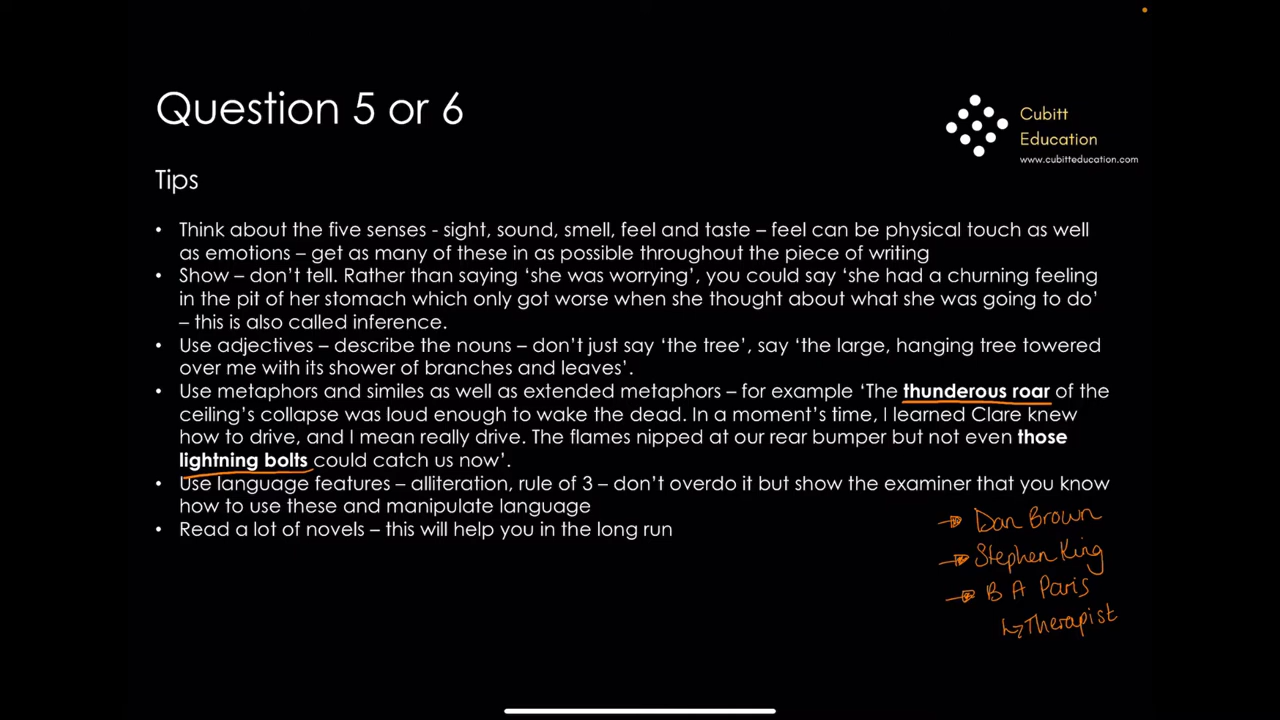 Question 5 or 6
Cubitt
Education
www.cubitteducation.com
Tips
• Think about the five senses - sight, sound, smell, feel and taste – feel can be physical touch as well
as emotions – get as many of these in as possible throughout the piece of writing
• Show – don't tell. Rather than saying 'she was worrying', you could say 'she had a churning feeling
in the pit of her stomach which only got worse when she thought about what she was going to do'
– this is also called inference.
• Use adjectives – describe the nouns – don't just say 'the tree', say 'the large, hanging tree towered
over me with its shower of branches and leaves'.
• Use metaphors and similes as well as extended metaphors – for example 'The thunderous roar of the
ceiling's collapse was loud enough to wake the dead. In a moment's time, I learned Clare knew
how to drive, and I mean really drive. The flames nipped at our rear bumper but not even those
lightning bolts could catch us now'.
• Use language features – alliteration, rule of 3 – don't overdo it but show the examiner that you know
how to use these and manipulate language
• Read a lot of novels – this will help you in the long run
Dan Brown
Stephen King
B A Paris
Therapist